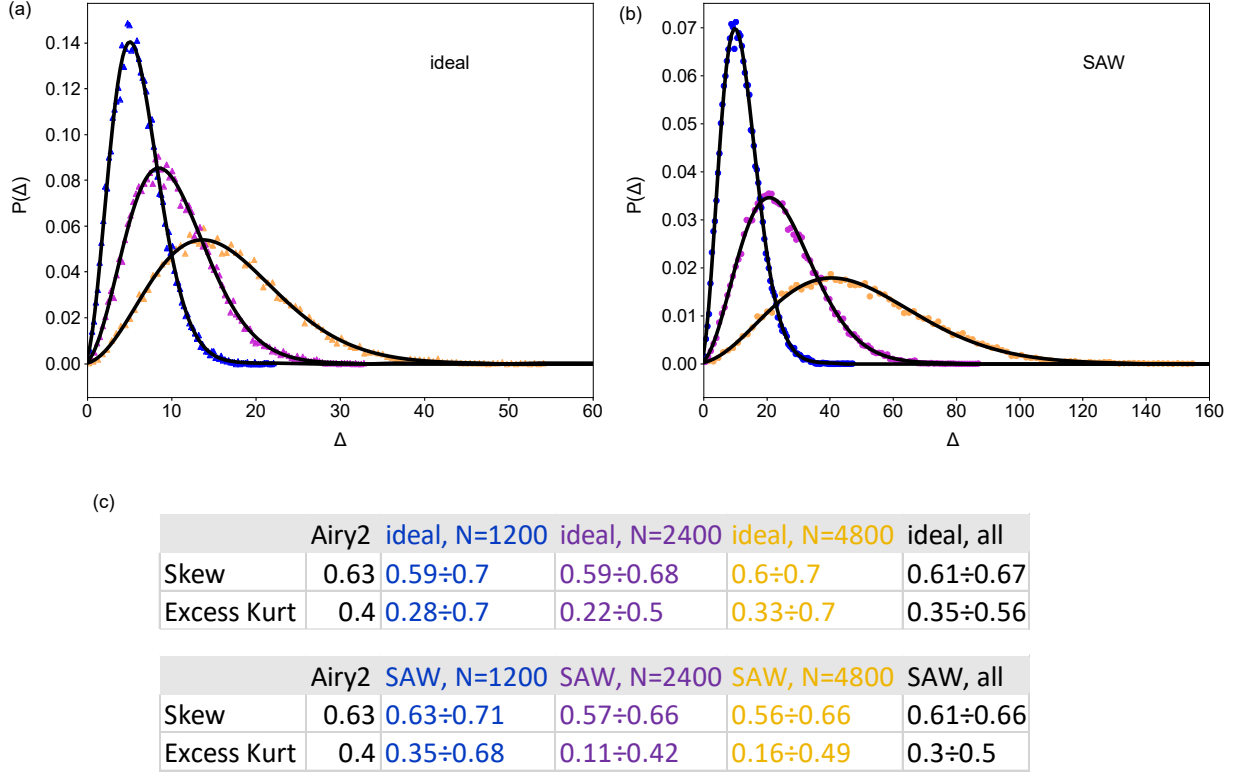 (a)
ideal
P(Δ)
0.14
0.12
0.10
0.08
0.06
0.04
0.02
0.00
0 10 20 30 40 50 60
Δ
(b)
SAW
P(Δ)
0.07
0.06
0.05
0.04
0.03
0.02
0.01
0.00
0 20 40 60 80 100 120 140 160
Δ
(c)
Airy2 ideal, N=1200 ideal, N=2400 ideal, N=4800 ideal, all
Skew 0.63 0.59÷0.7 0.59÷0.68 0.6÷0.7 0.61÷0.67
Excess Kurt 0.4 0.28÷0.7 0.22÷0.5 0.33÷0.7 0.35÷0.56
Airy2 SAW, N=1200 SAW, N=2400 SAW, N=4800 SAW, all
Skew 0.63 0.63÷0.71 0.57÷0.66 0.56÷0.66 0.61÷0.66
Excess Kurt 0.4 0.35÷0.68 0.11÷0.42 0.16÷0.49 0.3÷0.5